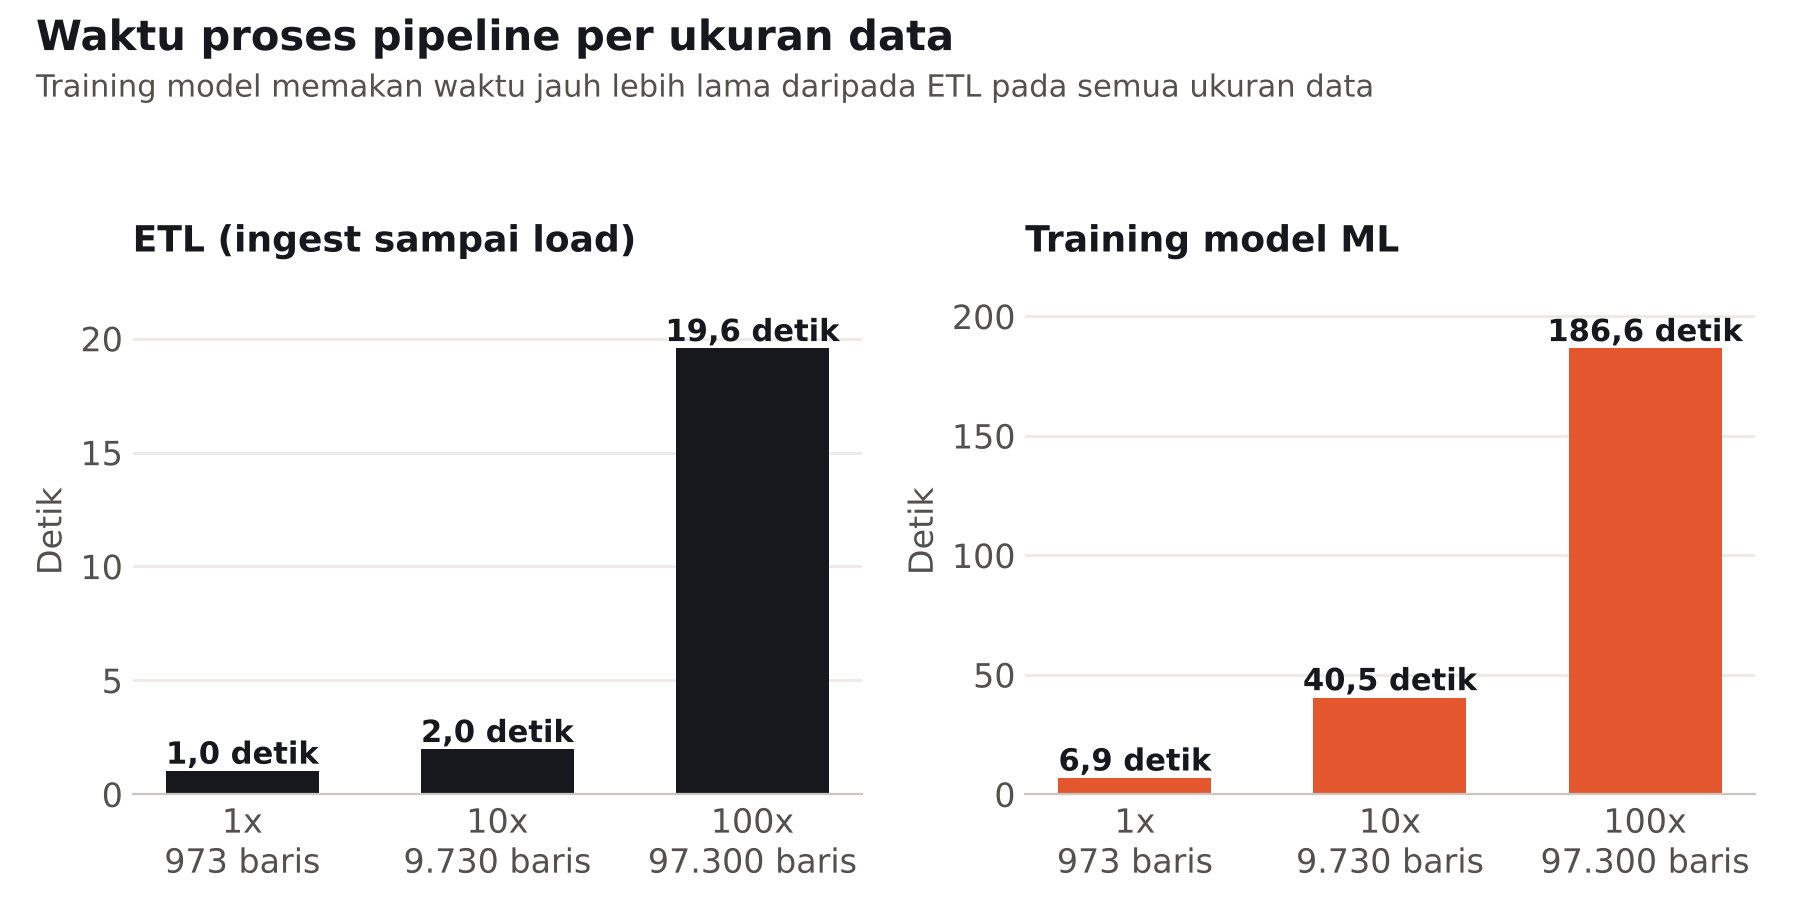 Waktu proses pipeline per ukuran data
Training model memakan waktu jauh lebih lama daripada ETL pada semua ukuran data
ETL (ingest sampai load)
Detik
20
15
10
5
0
1,0 detik
2,0 detik
19,6 detik
1x
973 baris
10x
9.730 baris
100x
97.300 baris
Training model ML
Detik
200
150
100
50
0
6,9 detik
40,5 detik
186,6 detik
1x
973 baris
10x
9.730 baris
100x
97.300 baris